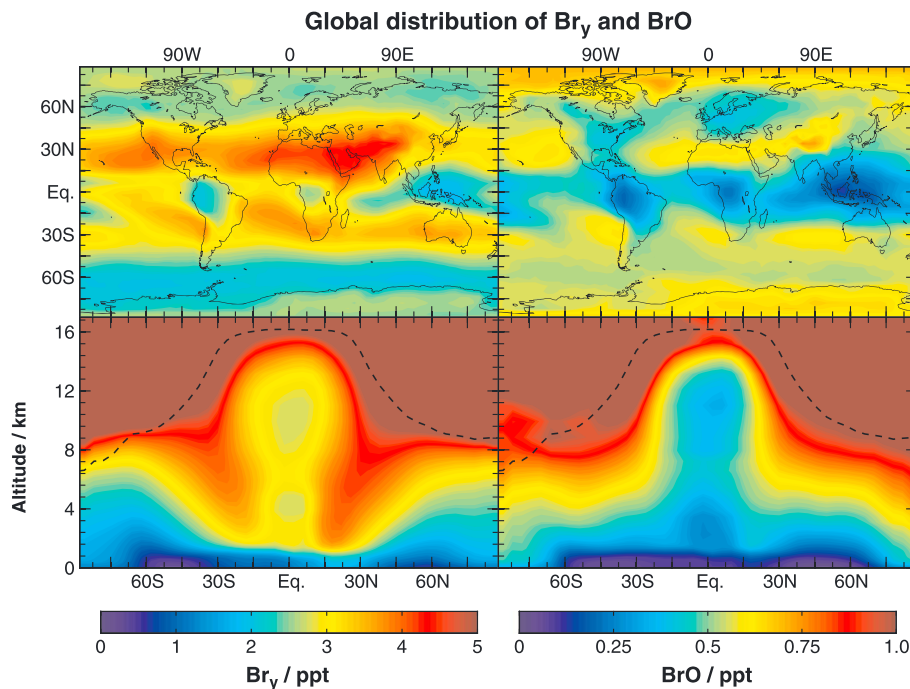 Global distribution of Bry and BrO
90W 0 90E 90W 0 90E
60N
30N
Eq.
30S
60S
16
12
8
4
0
Altitude / km
60S 30S Eq. 30N 60N 60S 30S Eq. 30N 60N
0 1 2 3 4 5 0 0.25 0.5 0.75 1.0
Bry / ppt BrO / ppt